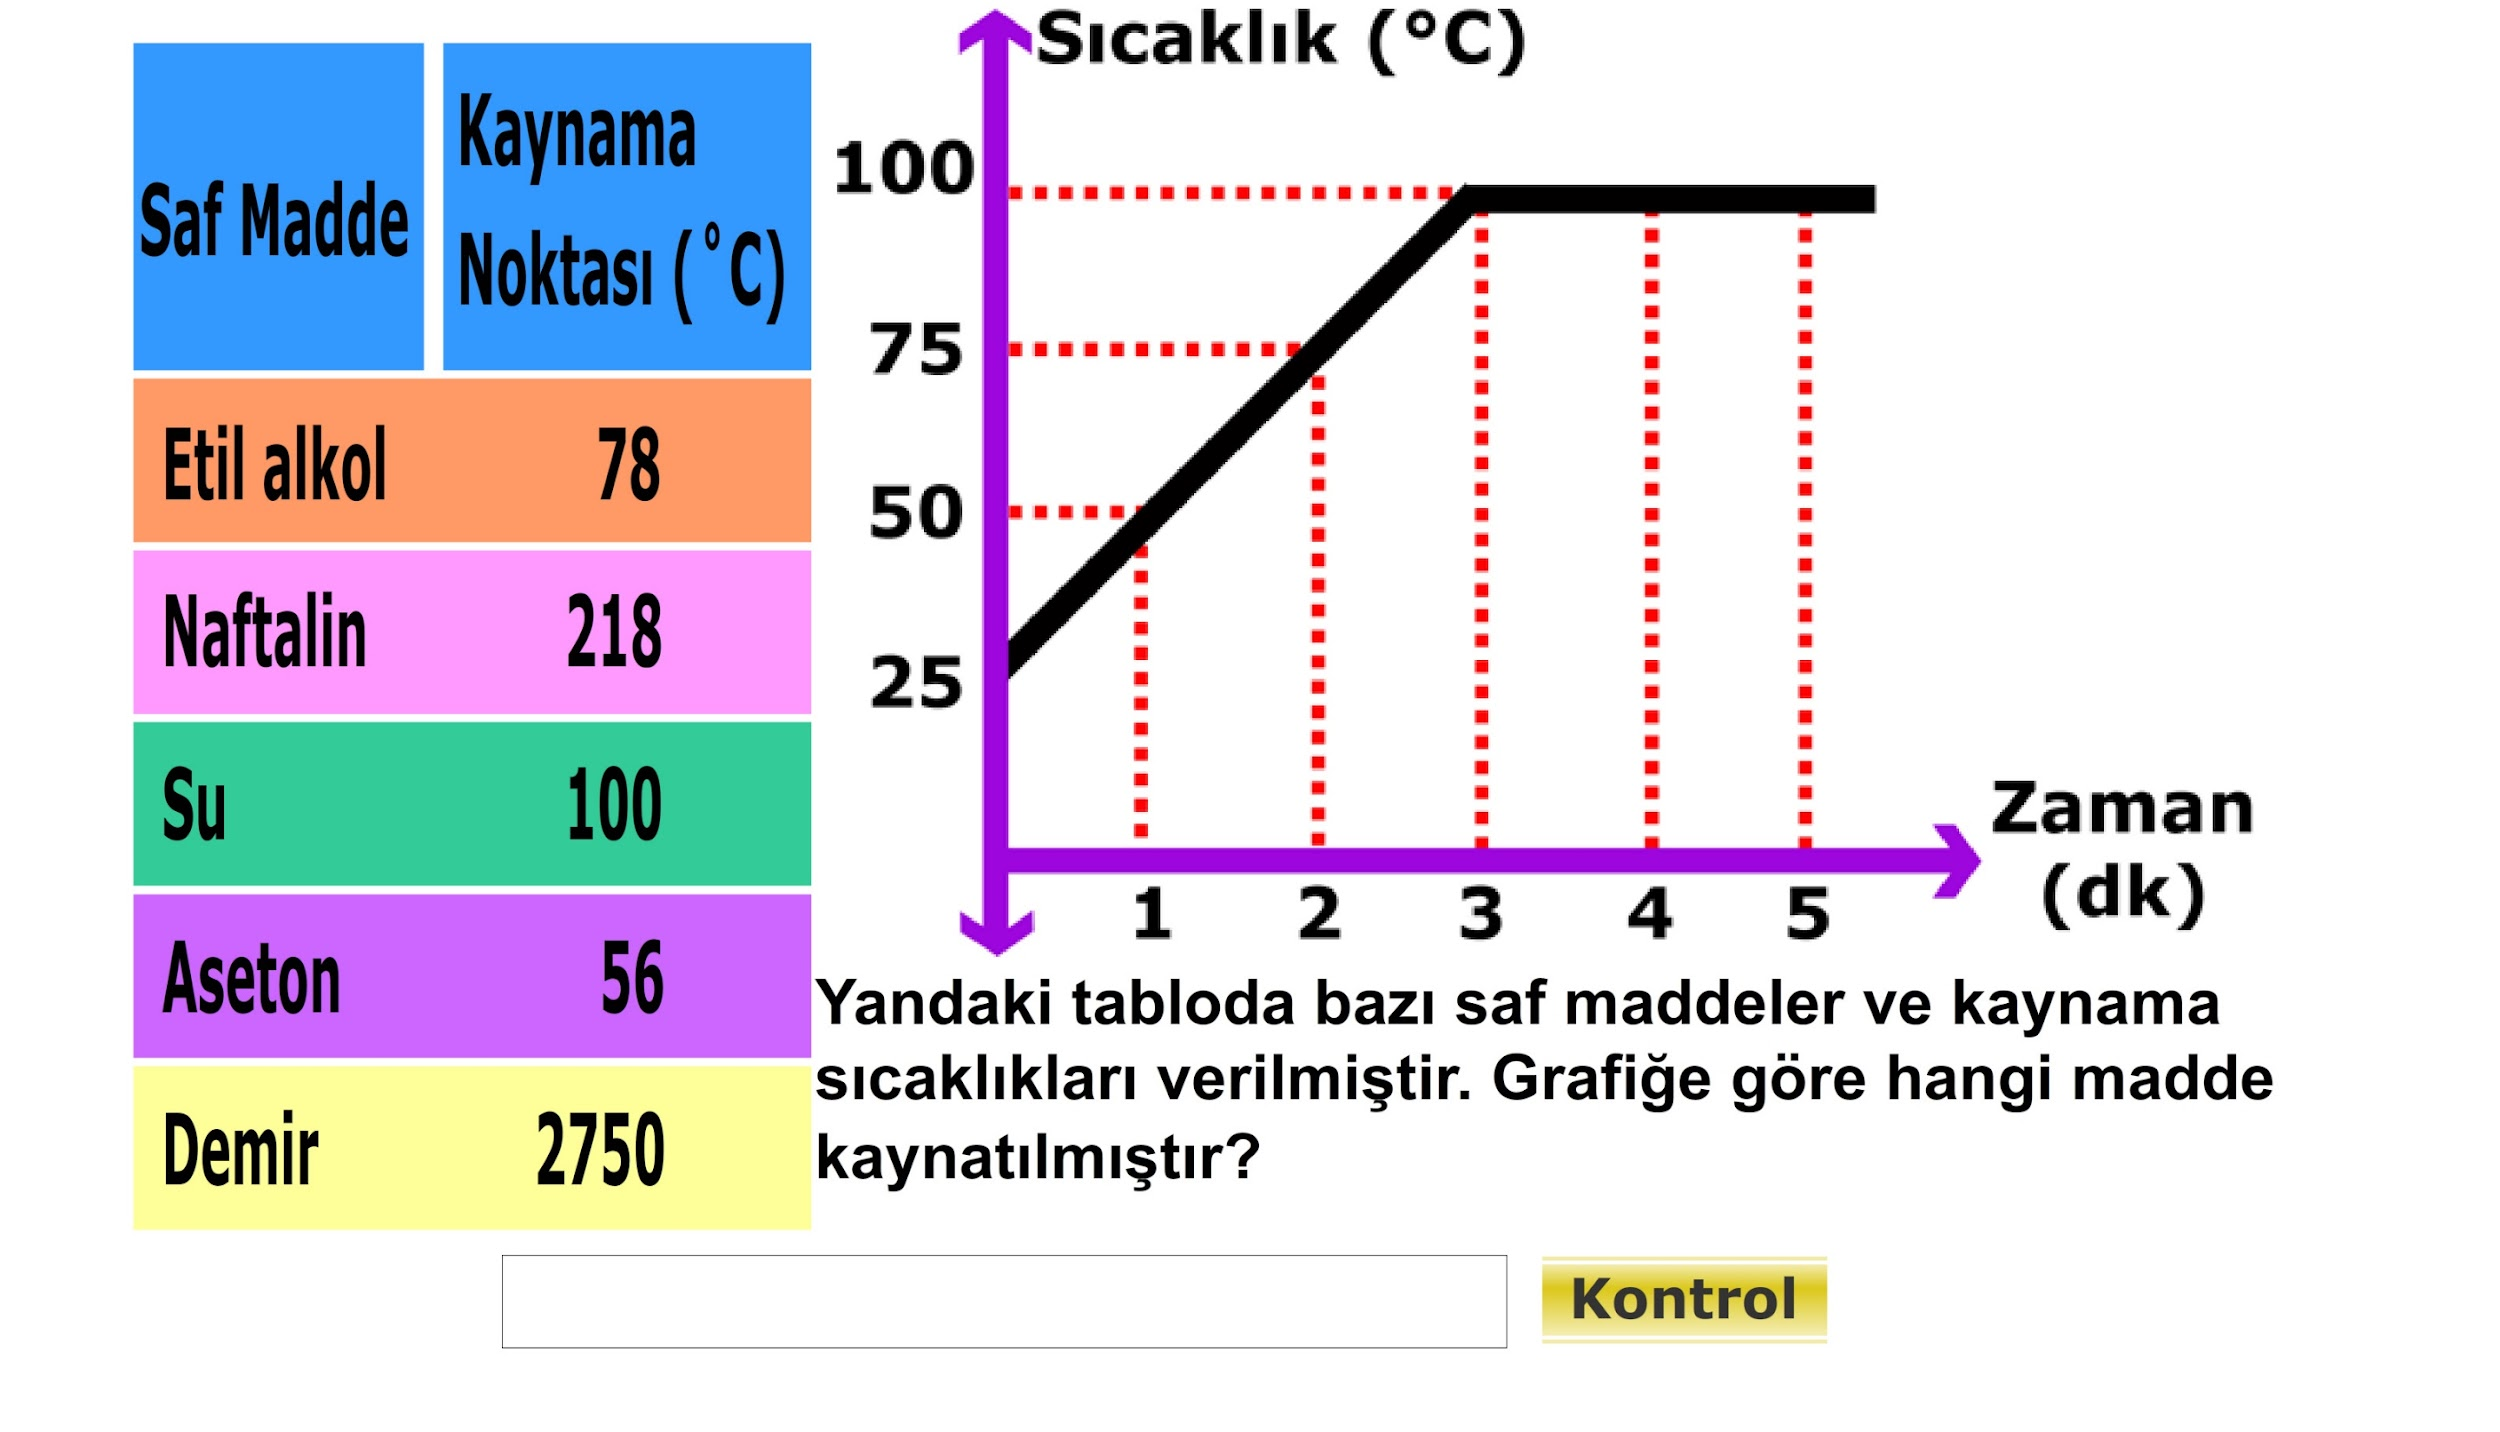 Saf Madde
Kaynama
Noktası (°C)
Etil alkol 78
Naftalin 218
Su 100
Aseton 56
Demir 2750
Sıcaklık (°C)
100
75
50
25
1 2 3 4 5
Zaman
(dk)
Yandaki tabloda bazı saf maddeler ve kaynama
sıcaklıkları verilmiştir. Grafiğe göre hangi madde
kaynatılmıştır?
Kontrol